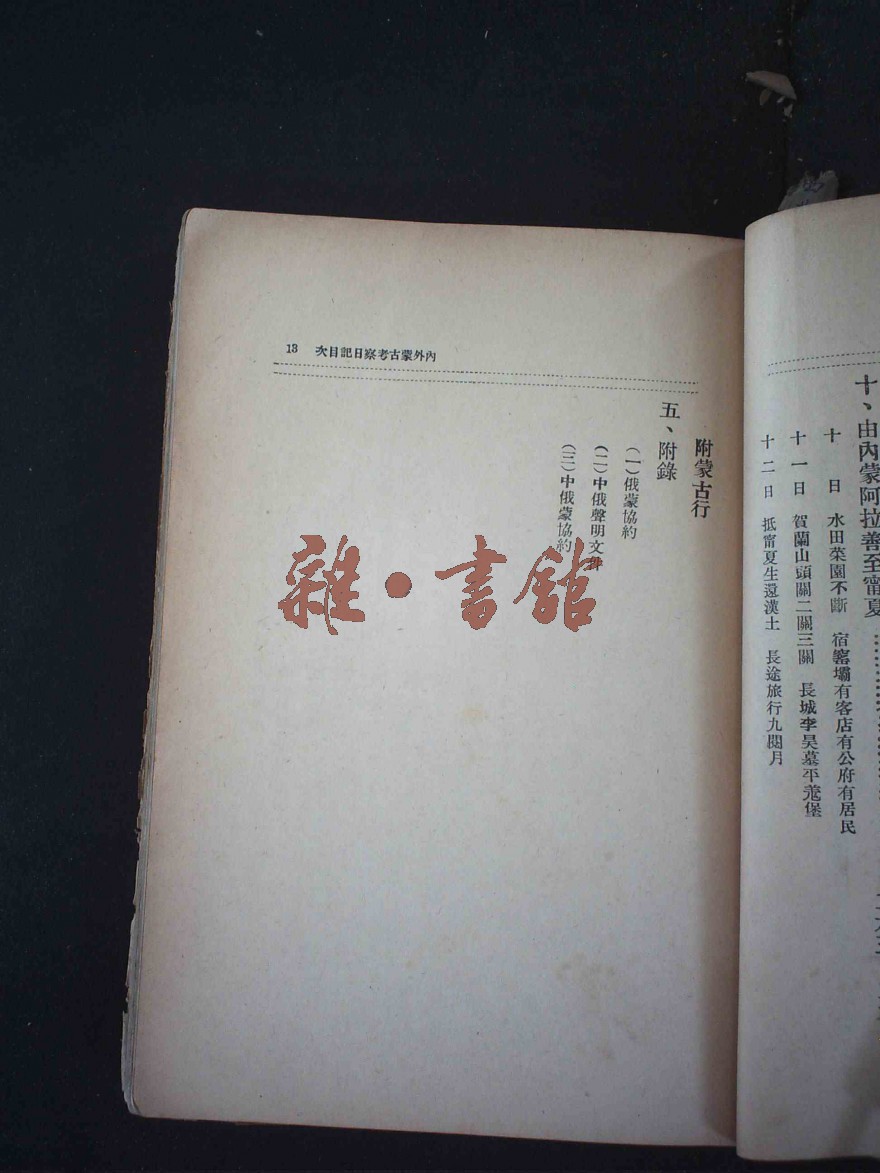 十、由內蒙阿拉善至甯夏
十　日　水田菜園不斷　宿窰壩有客店有公府有居民
十一日　賀蘭山頭關二關三關　長城李昊墓平羌堡
十二日　抵甯夏生還漢土　長途旅行九閱月
內外蒙古考察日記目次　13
附蒙古行
五、附錄
(一)俄蒙協約
(二)中俄聲明文件
(三)中俄蒙協約
雜・書舘